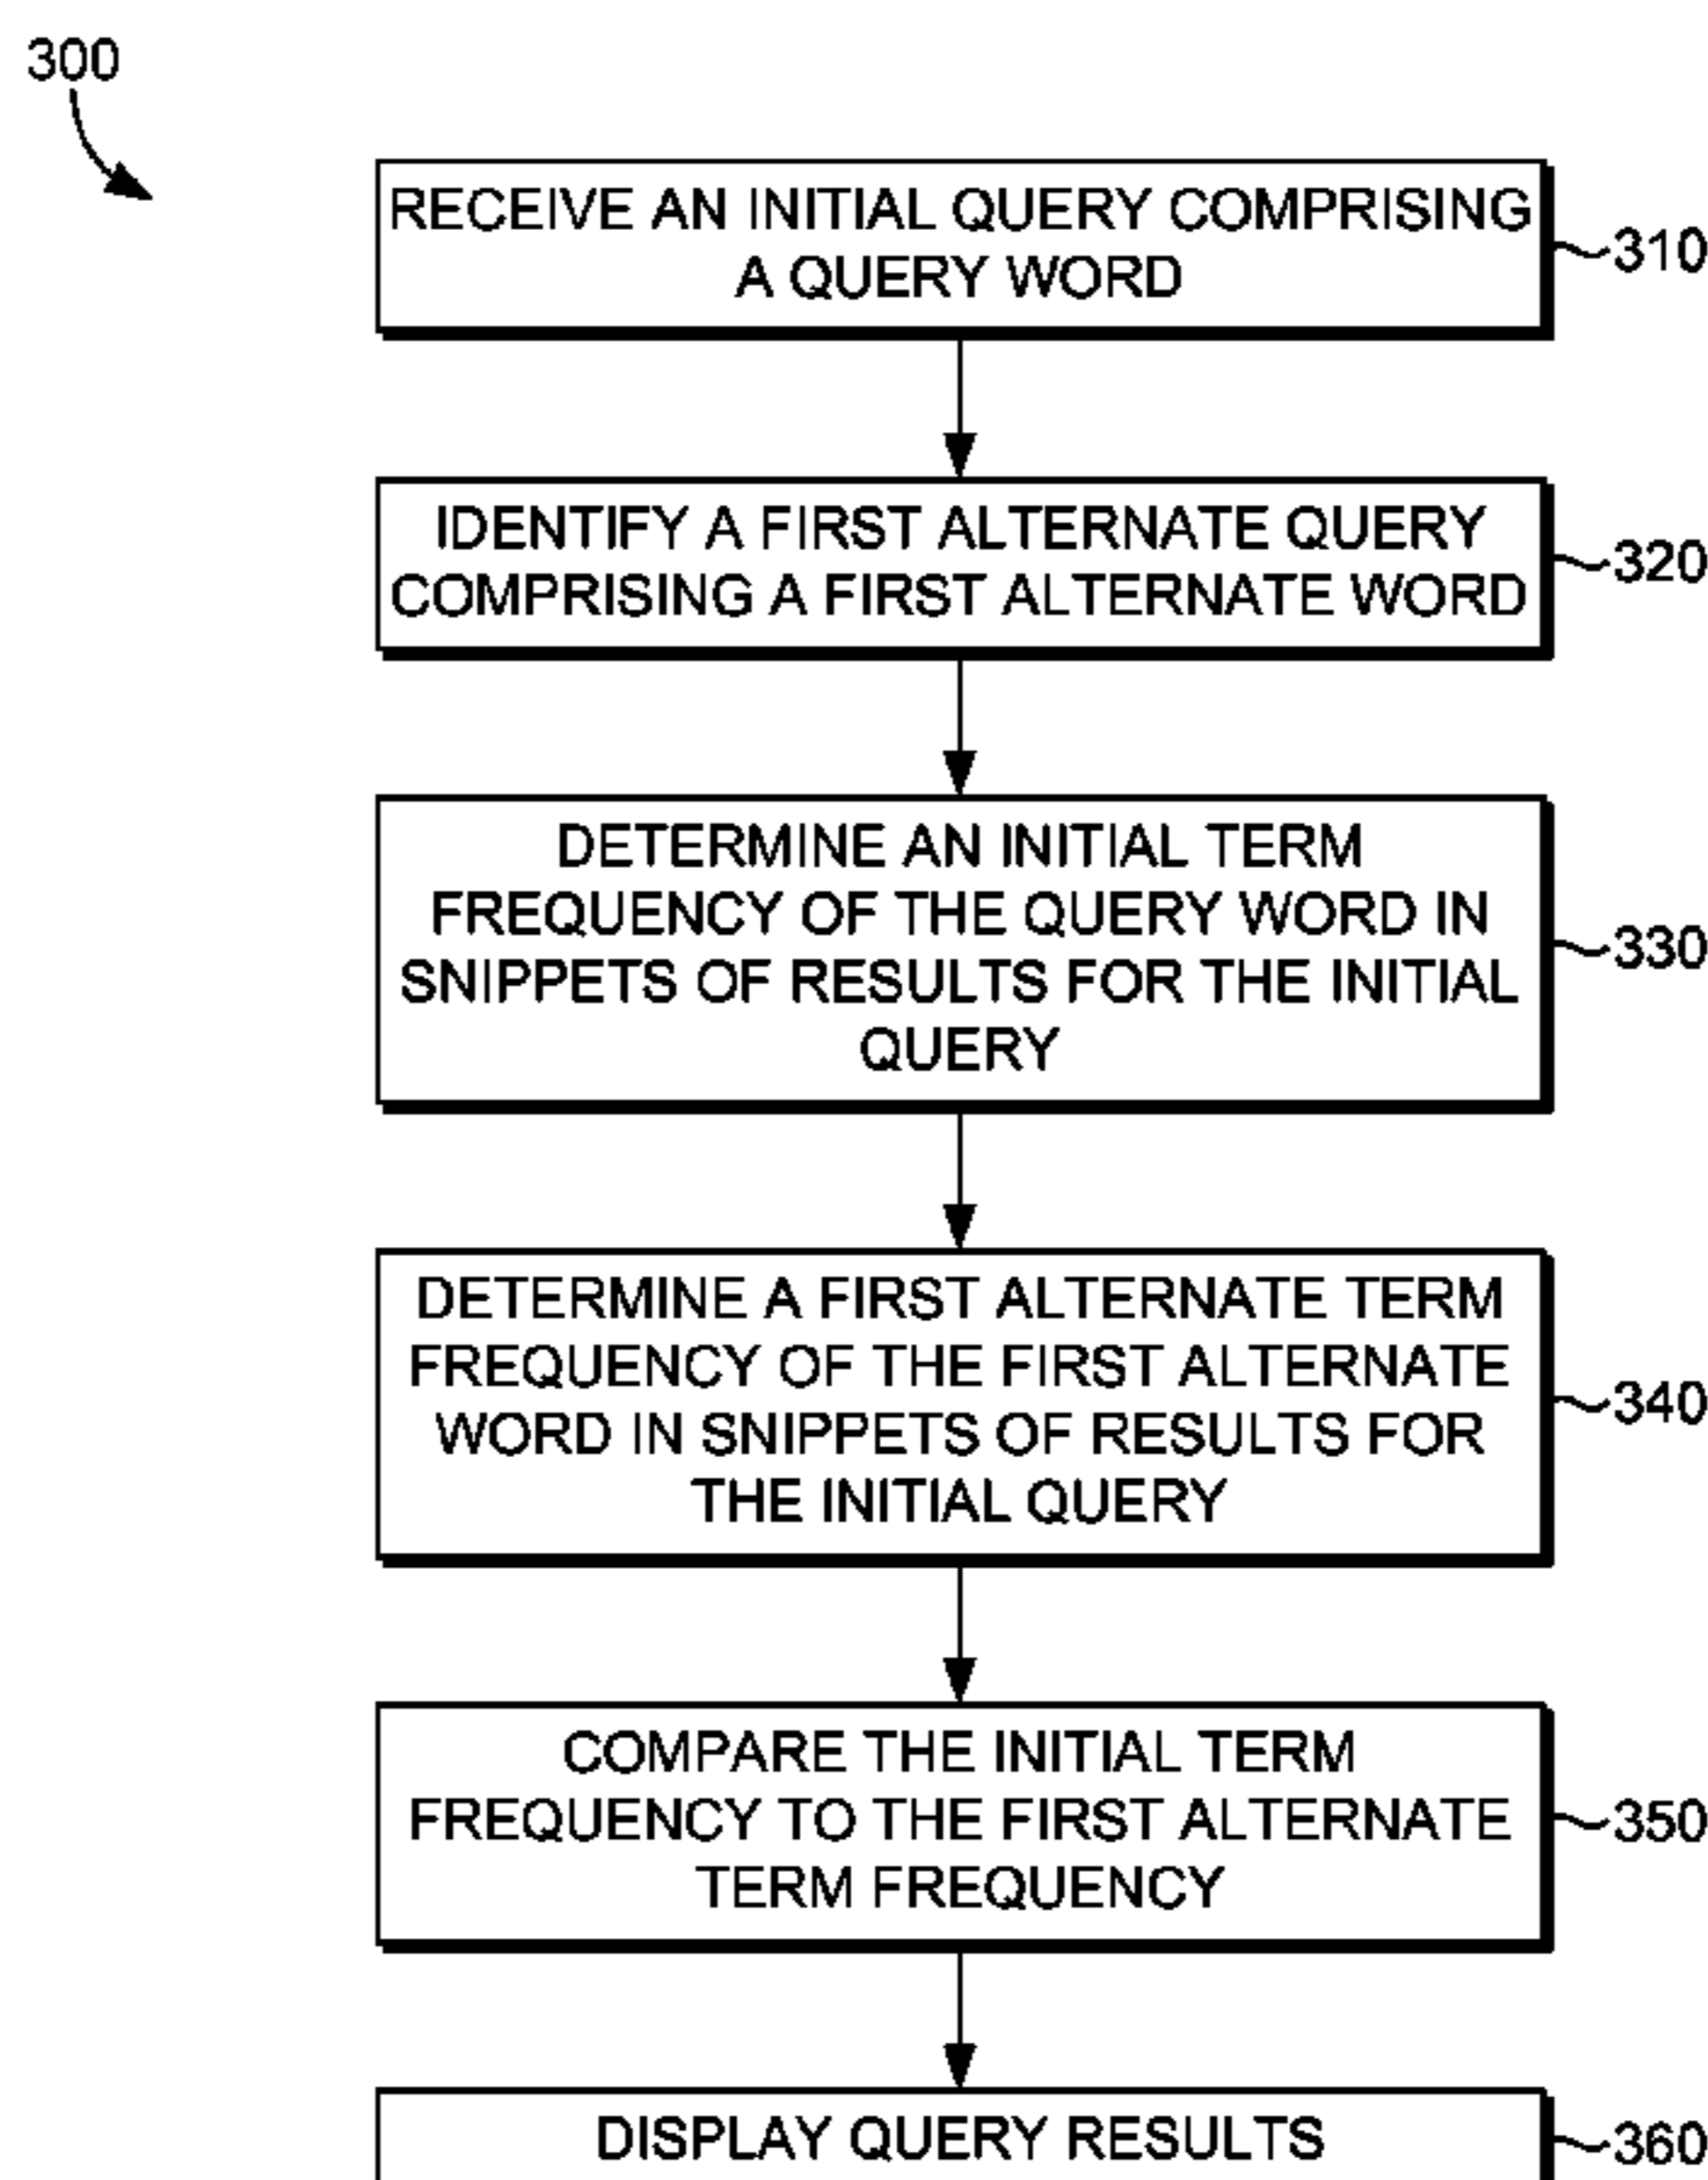 300
RECEIVE AN INITIAL QUERY COMPRISING
A QUERY WORD
310
IDENTIFY A FIRST ALTERNATE QUERY
COMPRISING A FIRST ALTERNATE WORD
320
DETERMINE AN INITIAL TERM
FREQUENCY OF THE QUERY WORD IN
SNIPPETS OF RESULTS FOR THE INITIAL
QUERY
330
DETERMINE A FIRST ALTERNATE TERM
FREQUENCY OF THE FIRST ALTERNATE
WORD IN SNIPPETS OF RESULTS FOR
THE INITIAL QUERY
340
COMPARE THE INITIAL TERM
FREQUENCY TO THE FIRST ALTERNATE
TERM FREQUENCY
350
DISPLAY QUERY RESULTS
360